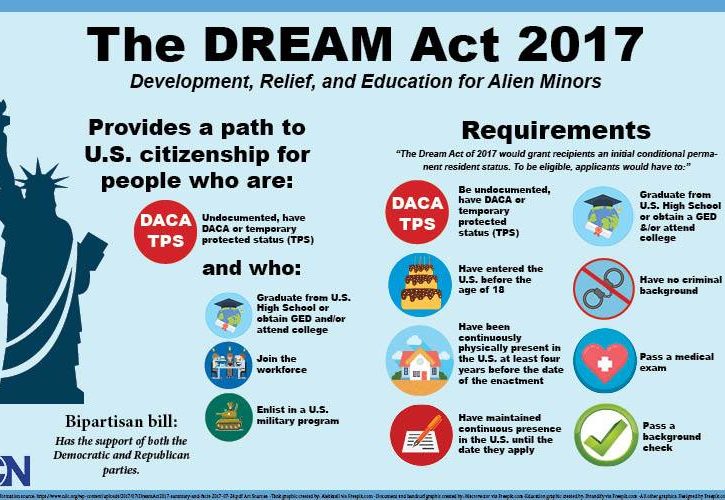 The DREAM Act 2017
Development, Relief, and Education for Alien Minors
Provides a path to
U.S. citizenship for
people who are:
DACA
TPS
Undocumented, have
DACA or temporary
protected status (TPS)
and who:
Graduate from U.S.
High School or
obtain GED and/or
attend college
Join the
workforce
Enlist in a U.S.
military program
Bipartisan bill:
Has the support of both the
Democratic and Republican
parties.
CN
Requirements
“The Dream Act of 2017 would grant recipients an initial conditional perma-
nent resident status. To be eligible, applicants would have to:”
DACA
TPS
Be undocumented,
have DACA or
temporary
protected status
(TPS)
Have entered the
U.S. before the
age of 18
Have been
continuously
physically present in
the U.S. at least four
years before the date
of the enactment
Have maintained
continuous presence
in the U.S. until the
date they apply
Graduate from
U.S. High School
or obtain a GED
&/or attend
college
Have no criminal
background
Pass a medical
exam
Pass a
background
check